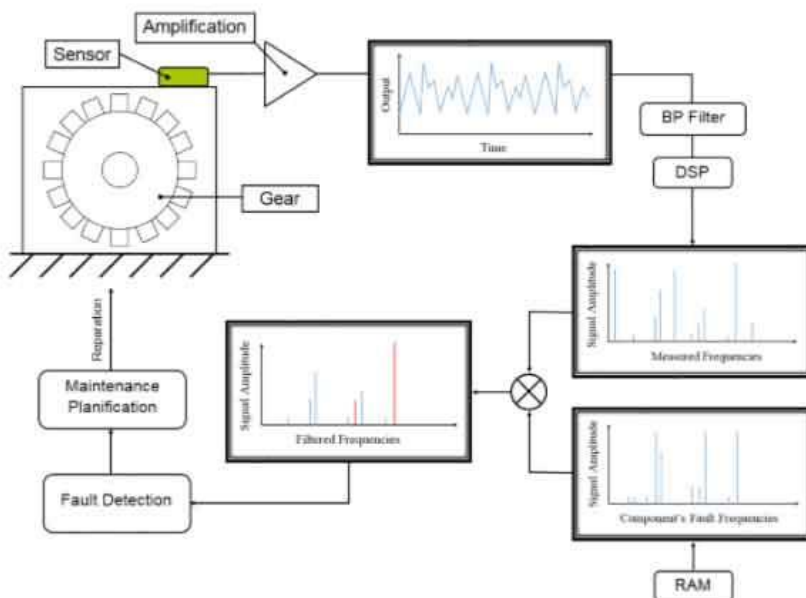 Amplification
Sensor
Output
Time
BP Filter
DSP
Gear
Signal Amplitude
Measured Frequencies
Reparation
Signal Amplitude
Filtered Frequencies
Maintenance
Planification
Signal Amplitude
Component's Fault Frequencies
Fault Detection
RAM